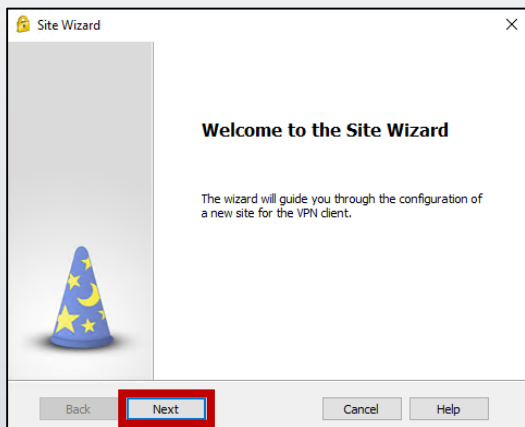 Site Wizard
Welcome to the Site Wizard
The wizard will guide you through the configuration of
a new site for the VPN client.
Back Next Cancel Help